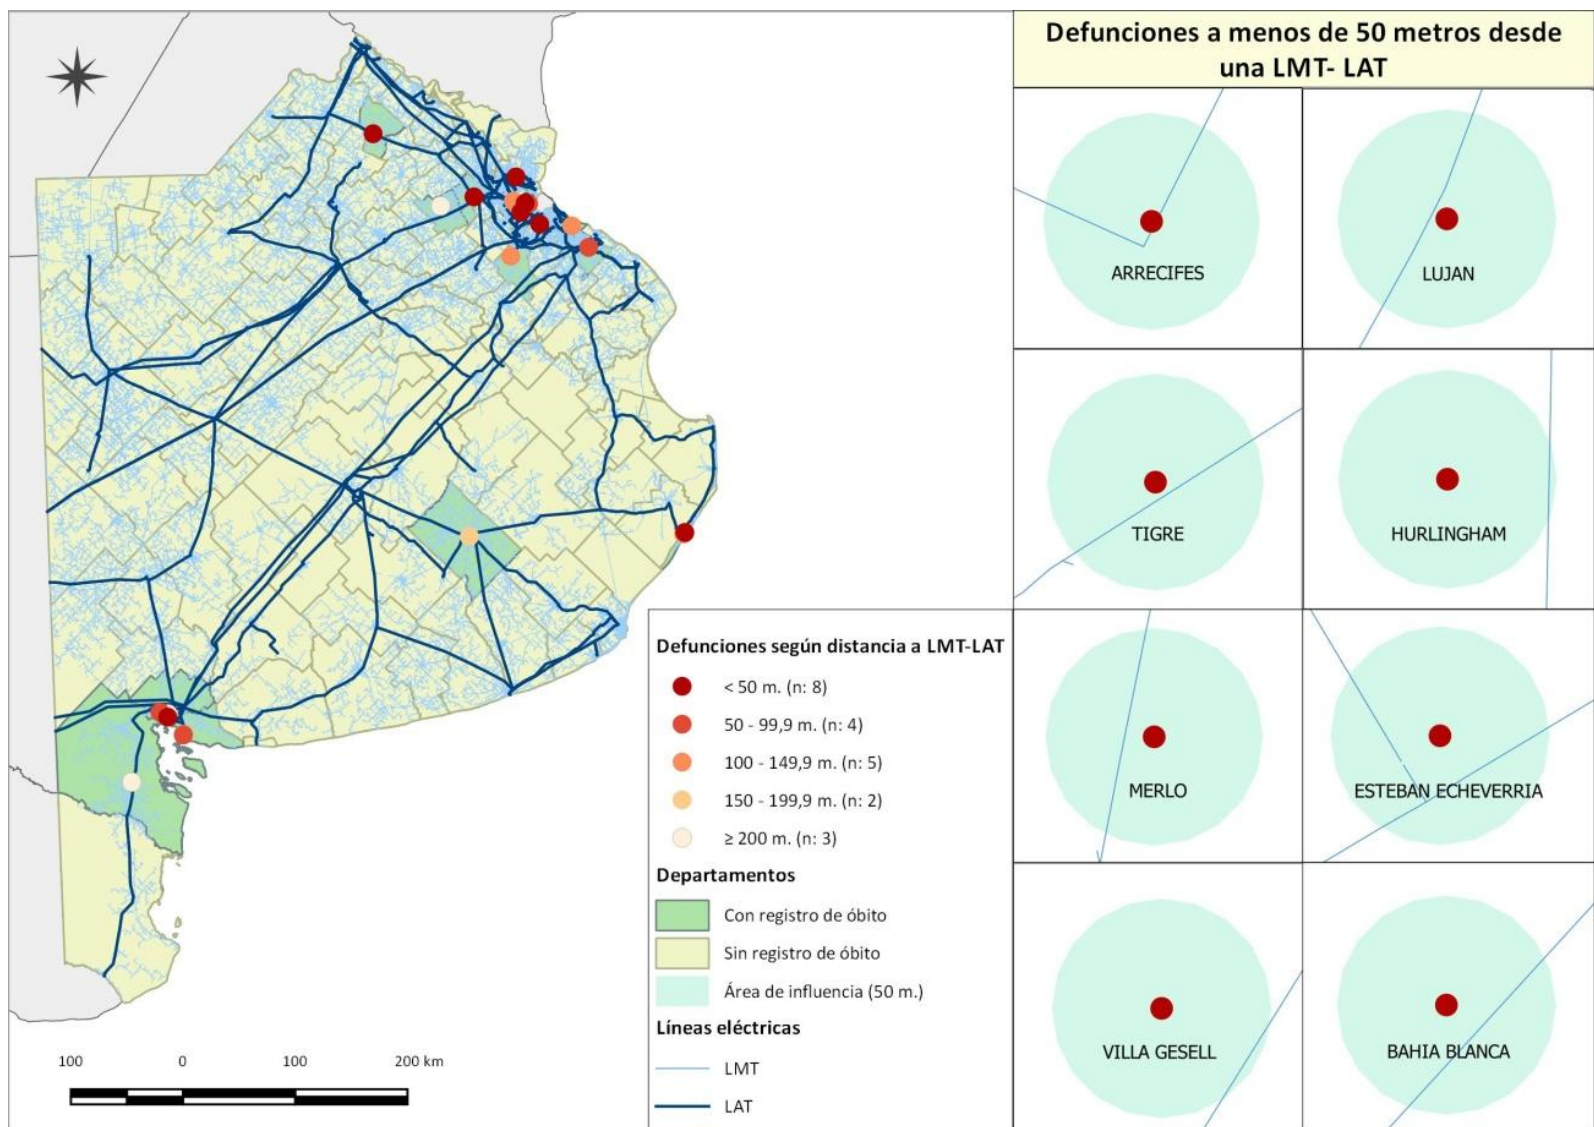 Defunciones a menos de 50 metros desde
una LMT- LAT
ARRECIFES
LUJAN
TIGRE
HURLINGHAM
MERLO
ESTEBAN ECHEVERRIA
VILLA GESELL
BAHIA BLANCA
Defunciones según distancia a LMT-LAT
< 50 m. (n: 8)
50 - 99,9 m. (n: 4)
100 - 149,9 m. (n: 5)
150 - 199,9 m. (n: 2)
≥ 200 m. (n: 3)
Departamentos
Con registro de óbito
Sin registro de óbito
Área de influencia (50 m.)
Líneas eléctricas
LMT
LAT
100 0 100 200 km